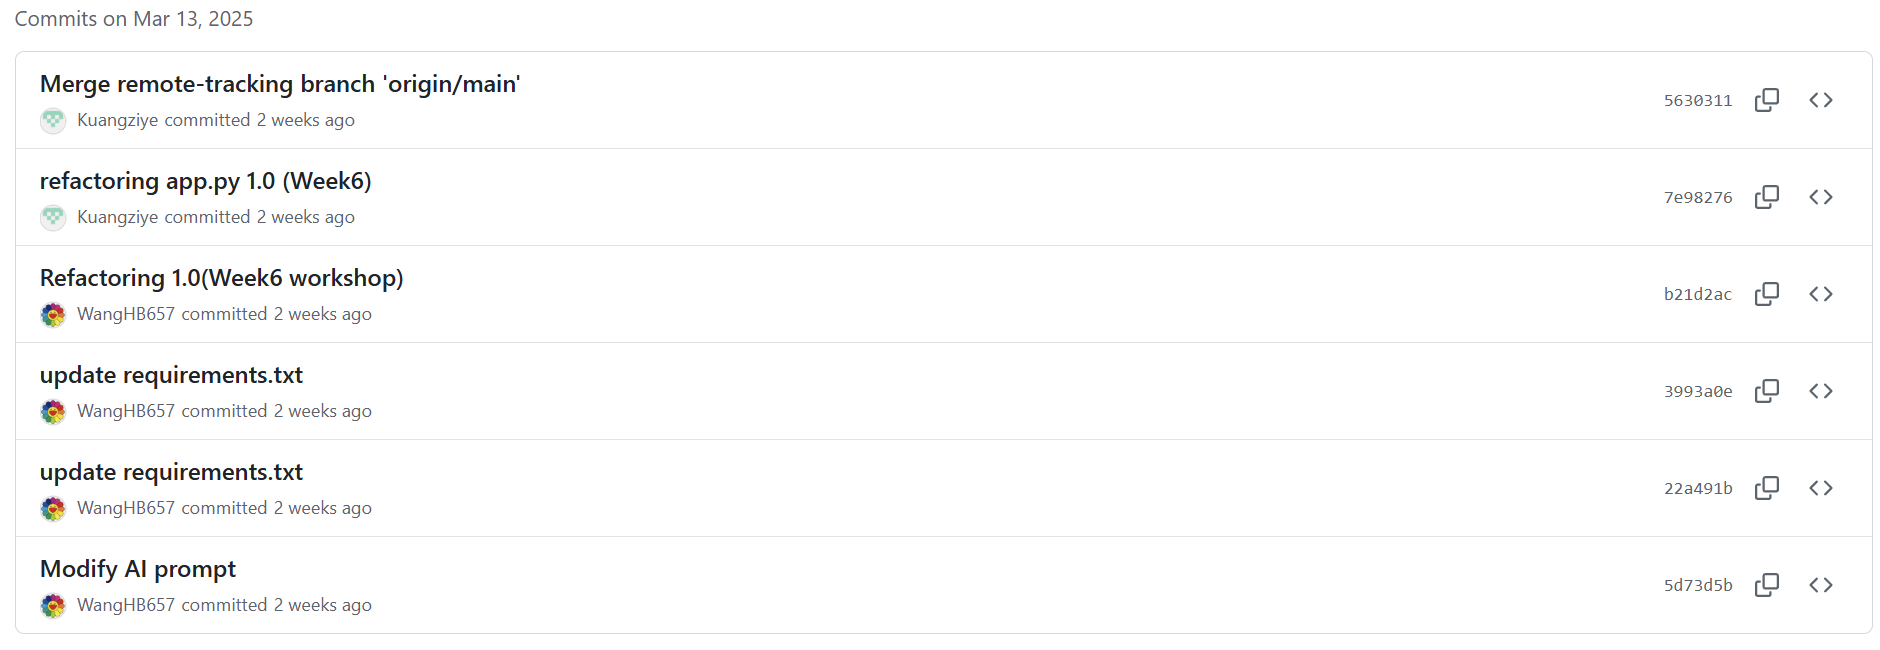 Commits on Mar 13, 2025
Merge remote-tracking branch 'origin/main'
Kuangziye committed 2 weeks ago
5630311
refactoring app.py 1.0 (Week6)
Kuangziye committed 2 weeks ago
7e98276
Refactoring 1.0(Week6 workshop)
WangHB657 committed 2 weeks ago
b21d2ac
update requirements.txt
WangHB657 committed 2 weeks ago
3993a0e
update requirements.txt
WangHB657 committed 2 weeks ago
22a491b
Modify AI prompt
WangHB657 committed 2 weeks ago
5d73d5b